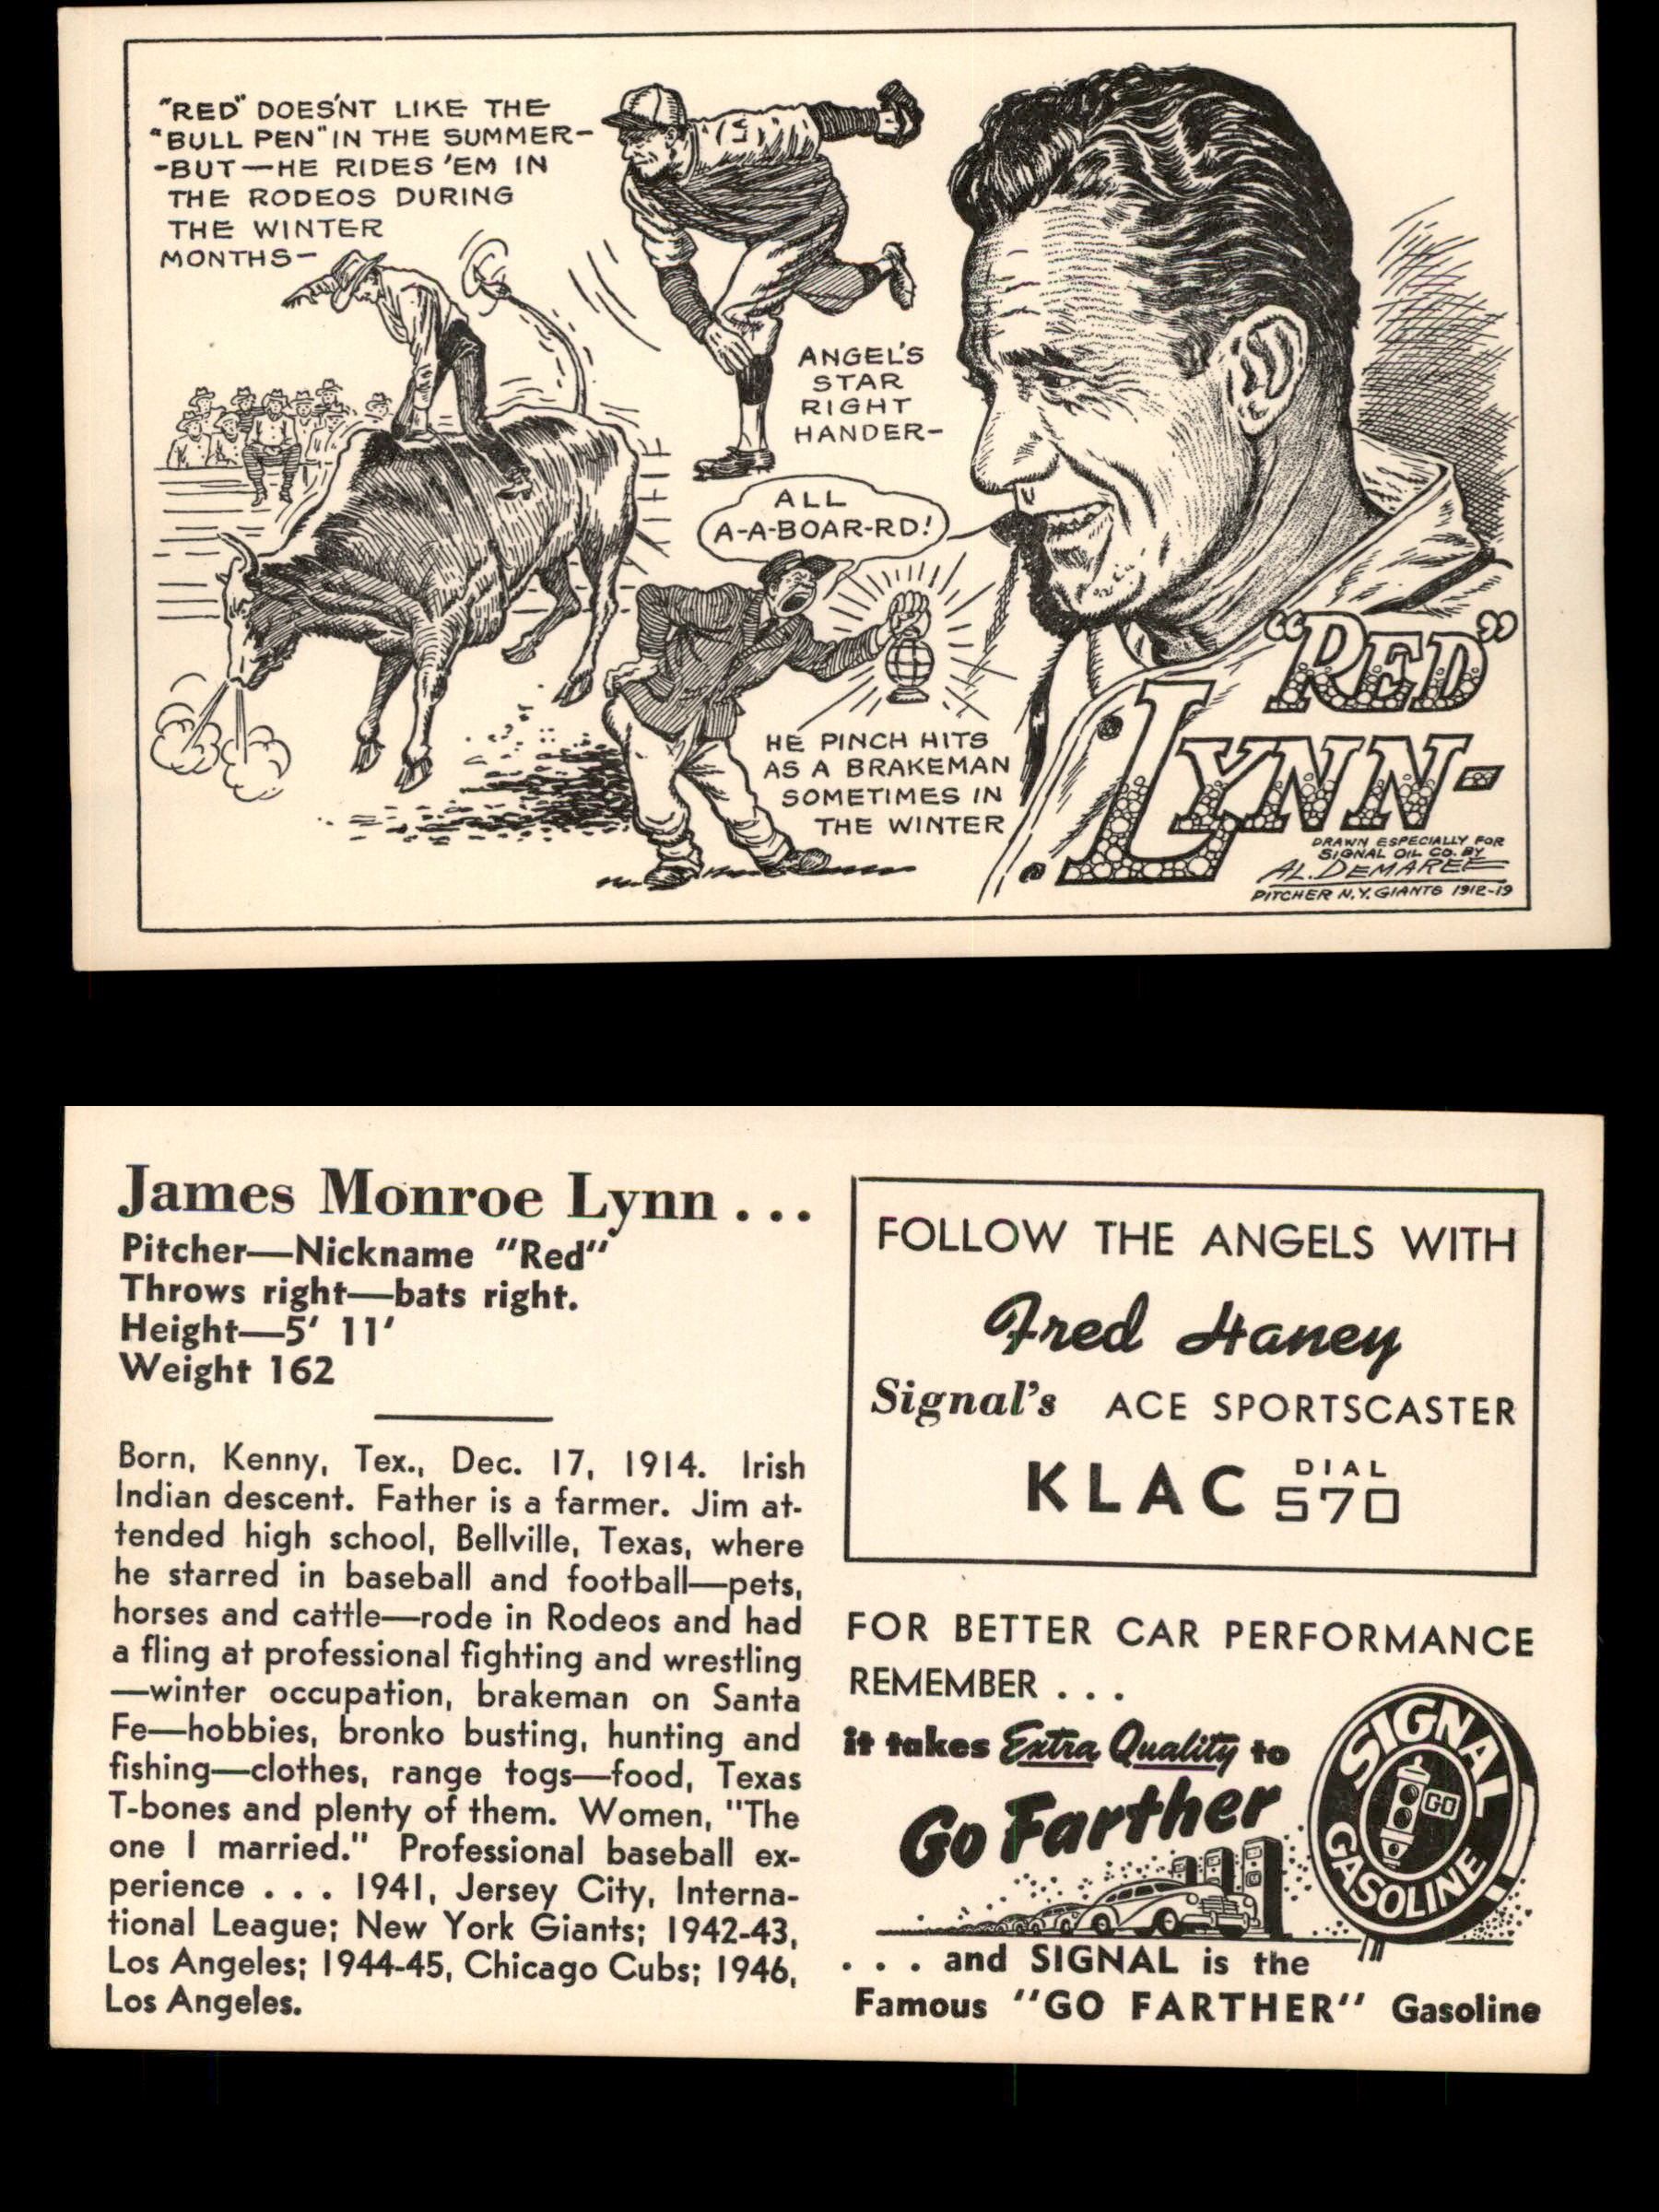 "RED" DOES'NT LIKE THE
"BULL PEN" IN THE SUMMER-
-BUT—HE RIDES 'EM IN
THE RODEOS DURING
THE WINTER
MONTHS-
ANGEL'S
STAR
RIGHT
HANDER-
ALL
A-A-BOAR-RD!
HE PINCH HITS
AS A BRAKEMAN
SOMETIMES IN
THE WINTER
"RED"
LYNN-
DRAWN ESPECIALLY FOR
SIGNAL OIL CO. BY
AL. DEMAREE
PITCHER N.Y. GIANTS 1912-19
James Monroe Lynn . . .
Pitcher—Nickname "Red"
Throws right—bats right.
Height—5' 11'
Weight 162
Born, Kenny, Tex., Dec. 17, 1914. Irish
Indian descent. Father is a farmer. Jim at-
tended high school, Bellville, Texas, where
he starred in baseball and football—pets,
horses and cattle—rode in Rodeos and had
a fling at professional fighting and wrestling
—winter occupation, brakeman on Santa
Fe—hobbies, bronko busting, hunting and
fishing—clothes, range togs—food, Texas
T-bones and plenty of them. Women, "The
one I married." Professional baseball ex-
perience . . . 1941, Jersey City, Interna-
tional League; New York Giants; 1942-43,
Los Angeles; 1944-45, Chicago Cubs; 1946,
Los Angeles.
FOLLOW THE ANGELS WITH
Fred Haney
Signal's ACE SPORTSCASTER
KLAC DIAL
570
FOR BETTER CAR PERFORMANCE
REMEMBER . . .
it takes Extra Quality to
Go Farther
SIGNAL
GO
GASOLINE
. . . and SIGNAL is the
Famous "GO FARTHER" Gasoline